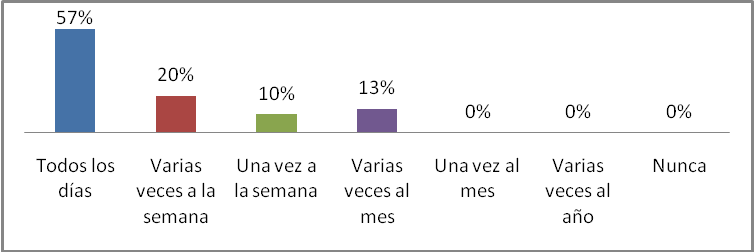 57%
20%
10%
13%
0%
0%
0%
Todos los
días
Varias
veces a la
semana
Una vez a
la semana
Varias
veces al
mes
Una vez al
mes
Varias
veces al
año
Nunca